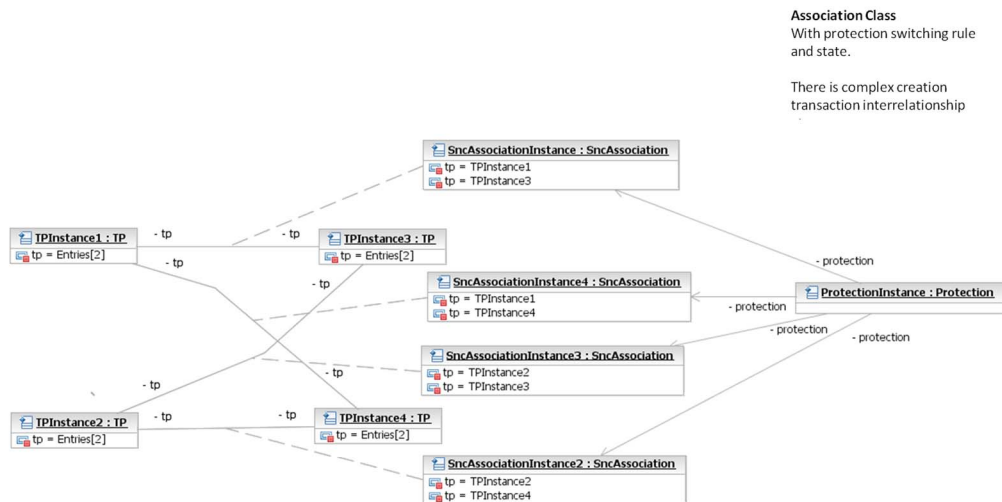 Association Class
With protection switching rule
and state.
There is complex creation
transaction interrelationship
SncAssociationInstance : SncAssociation
tp = TPInstance1
tp = TPInstance3
- tp
- tp
TPInstance1 : TP
tp = Entries[2]
TPInstance3 : TP
tp = Entries[2]
- tp
- tp
- protection
SncAssociationInstance4 : SncAssociation
tp = TPInstance1
tp = TPInstance4
ProtectionInstance : Protection
- protection
- protection
- protection
SncAssociationInstance3 : SncAssociation
tp = TPInstance2
tp = TPInstance3
- tp
- tp
- tp
- tp
TPInstance2 : TP
tp = Entries[2]
TPInstance4 : TP
tp = Entries[2]
SncAssociationInstance2 : SncAssociation
tp = TPInstance2
tp = TPInstance4